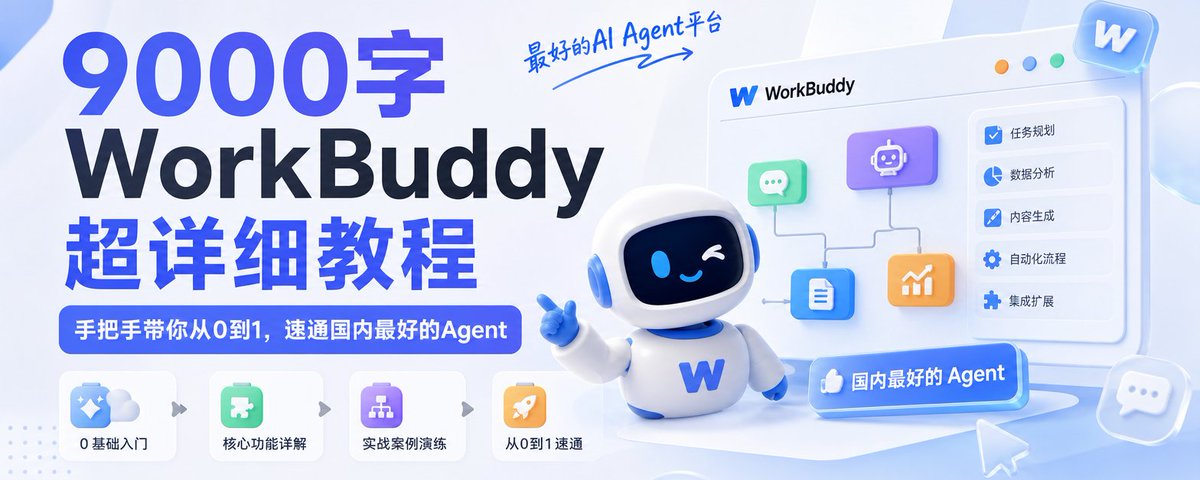 9000字
WorkBuddy
超详细教程
手把手带你从0到1，速通国内最好的Agent
0基础入门
核心功能详解
实战案例演练
从0到1速通
最好的AI Agent平台
W WorkBuddy
任务规划
数据分析
内容生成
自动化流程
集成扩展
W
W
国内最好的 Agent